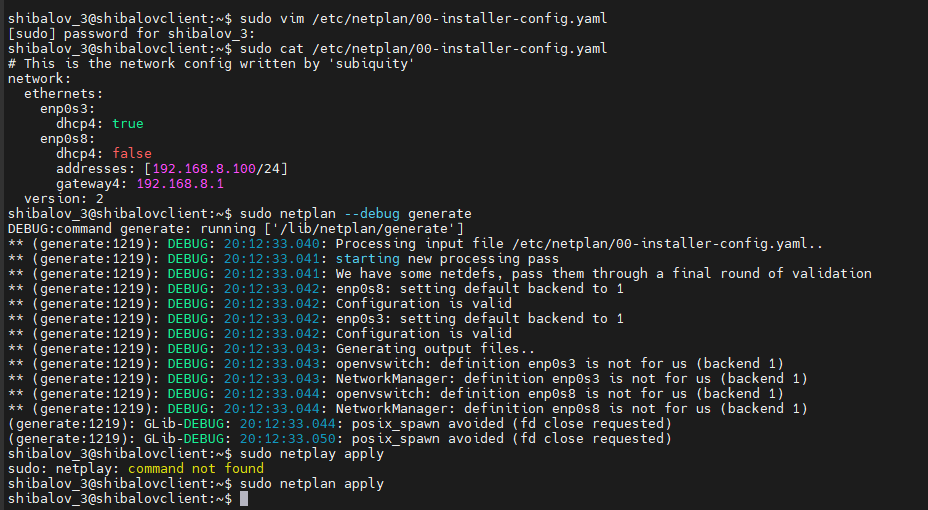 shibalov_3@shibalovclient:~$ sudo vim /etc/netplan/00-installer-config.yaml
[sudo] password for shibalov_3:
shibalov_3@shibalovclient:~$ sudo cat /etc/netplan/00-installer-config.yaml
# This is the network config written by 'subiquity'
network:
  ethernets:
    enp0s3:
      dhcp4: true
    enp0s8:
      dhcp4: false
      addresses: [192.168.8.100/24]
      gateway4: 192.168.8.1
  version: 2
shibalov_3@shibalovclient:~$ sudo netplan --debug generate
DEBUG:command generate: running ['/lib/netplan/generate']
** (generate:1219): DEBUG: 20:12:33.040: Processing input file /etc/netplan/00-installer-config.yaml..
** (generate:1219): DEBUG: 20:12:33.041: starting new processing pass
** (generate:1219): DEBUG: 20:12:33.041: We have some netdefs, pass them through a final round of validation
** (generate:1219): DEBUG: 20:12:33.042: enp0s8: setting default backend to 1
** (generate:1219): DEBUG: 20:12:33.042: Configuration is valid
** (generate:1219): DEBUG: 20:12:33.042: enp0s3: setting default backend to 1
** (generate:1219): DEBUG: 20:12:33.042: Configuration is valid
** (generate:1219): DEBUG: 20:12:33.043: Generating output files..
** (generate:1219): DEBUG: 20:12:33.043: openvswitch: definition enp0s3 is not for us (backend 1)
** (generate:1219): DEBUG: 20:12:33.043: NetworkManager: definition enp0s3 is not for us (backend 1)
** (generate:1219): DEBUG: 20:12:33.044: openvswitch: definition enp0s8 is not for us (backend 1)
** (generate:1219): DEBUG: 20:12:33.044: NetworkManager: definition enp0s8 is not for us (backend 1)
(generate:1219): GLib-DEBUG: 20:12:33.044: posix_spawn avoided (fd close requested)
(generate:1219): GLib-DEBUG: 20:12:33.050: posix_spawn avoided (fd close requested)
shibalov_3@shibalovclient:~$ sudo netplay apply
sudo: netplay: command not found
shibalov_3@shibalovclient:~$ sudo netplan apply
shibalov_3@shibalovclient:~$